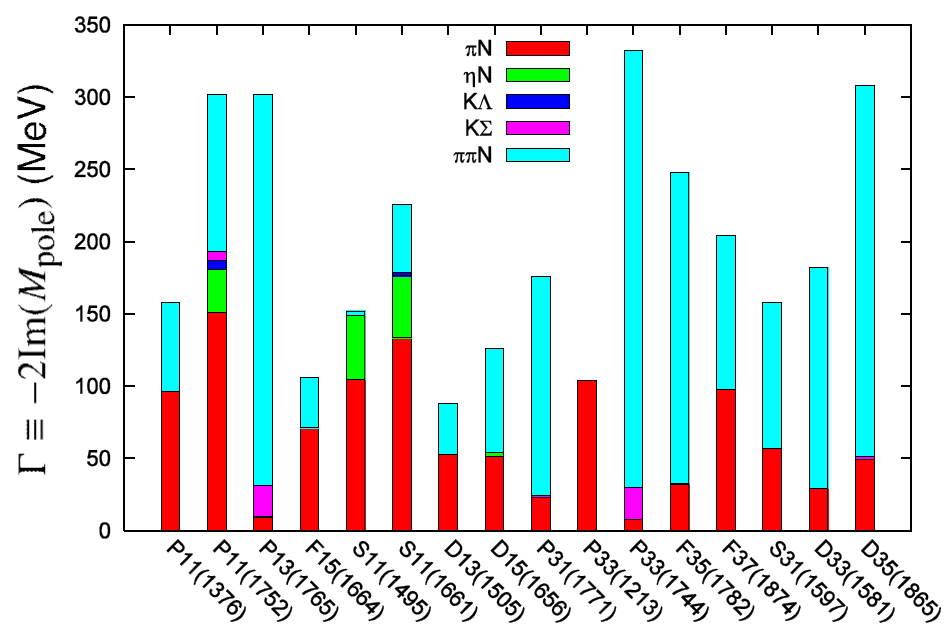 Γ ≡ −2Im(Mpole) (MeV)
350
300
250
200
150
100
50
0
πN
ηN
KΛ
KΣ
ππN
P11(1376)
P11(1752)
P13(1765)
F15(1664)
S11(1495)
S11(1661)
D13(1505)
D15(1656)
P31(1771)
P33(1213)
P33(1744)
F35(1782)
F37(1874)
S31(1597)
D33(1581)
D35(1865)